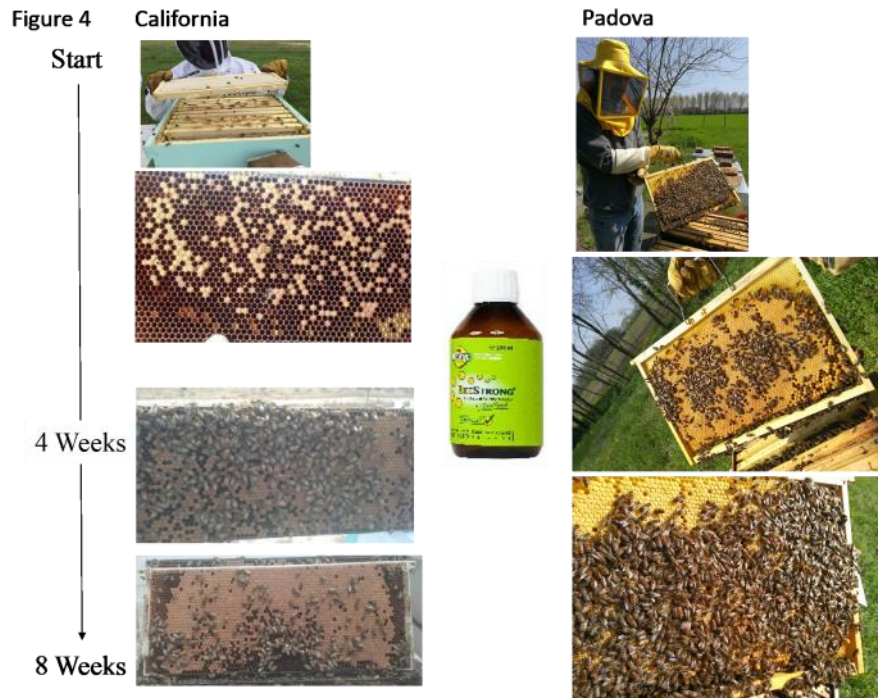 Figure 4
California
Padova
Start
4 Weeks
8 Weeks
BEESTRONG